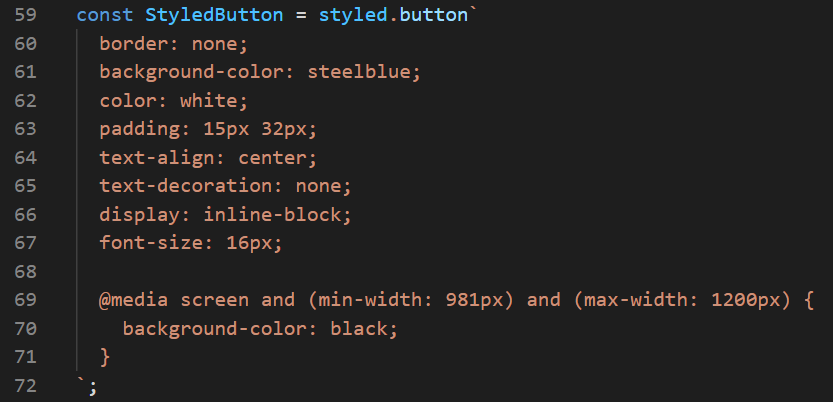 59 const StyledButton = styled.button`
60 border: none;
61 background-color: steelblue;
62 color: white;
63 padding: 15px 32px;
64 text-align: center;
65 text-decoration: none;
66 display: inline-block;
67 font-size: 16px;
68
69 @media screen and (min-width: 981px) and (max-width: 1200px) {
70 background-color: black;
71 }
72 `;